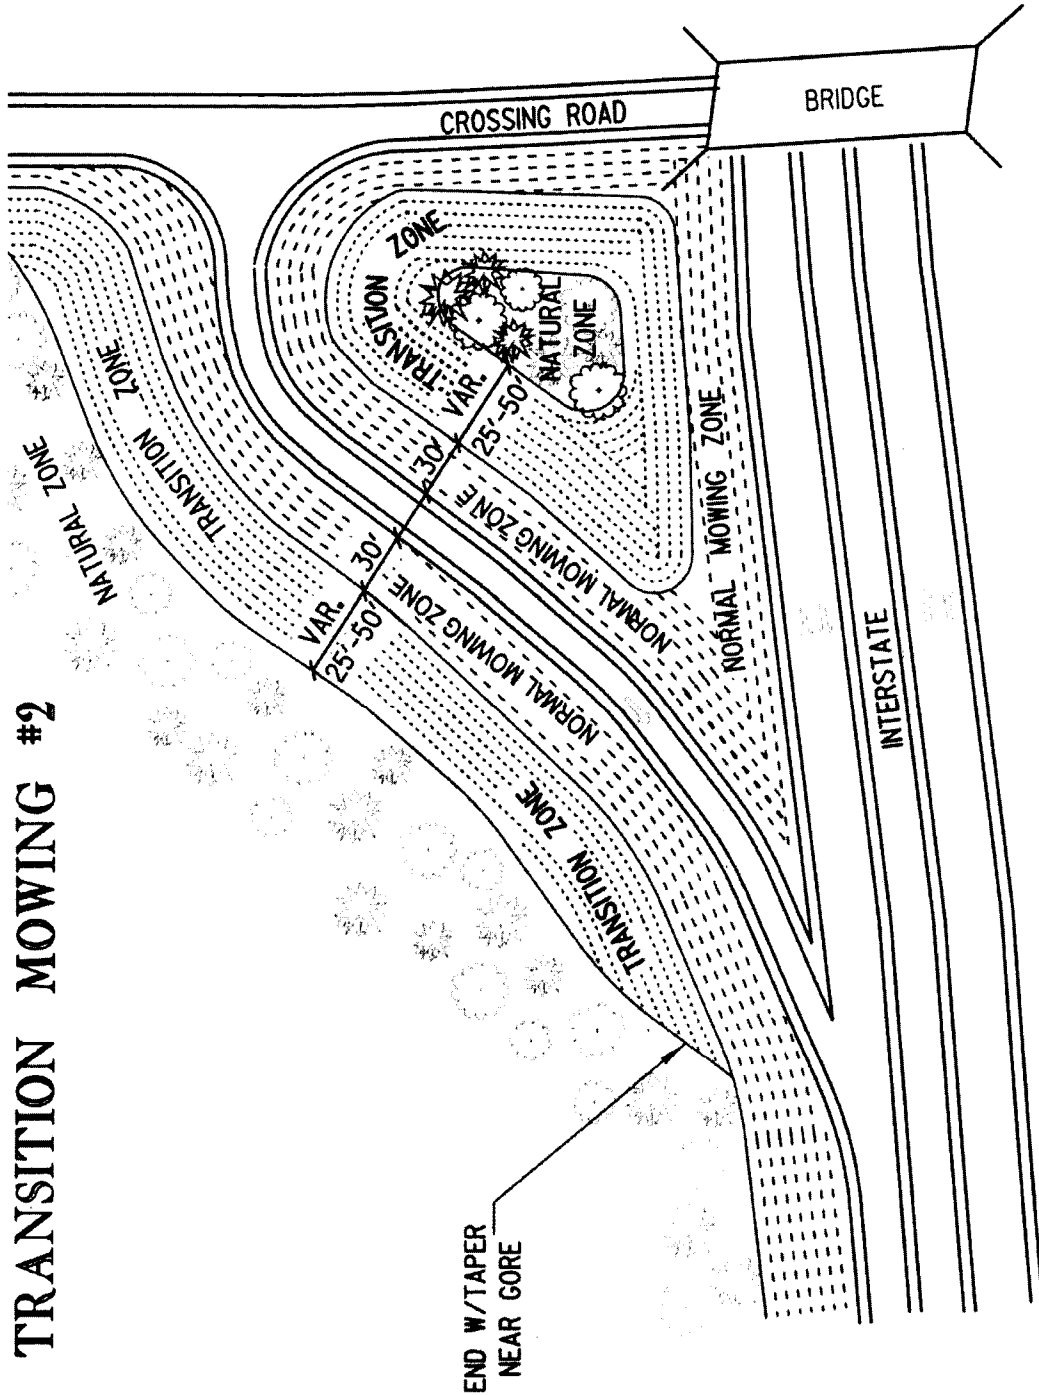 TRANSITION MOWING #2
CROSSING ROAD
BRIDGE
NATURAL ZONE
TRANSITION ZONE
TRANSITION ZONE
NATURAL
ZONE
VAR.
25'-50'
30'
30'
VAR.
25'-50'
NORMAL MOWING ZONE
NORMAL MOWING ZONE
NORMAL MOWING ZONE
TRANSITION ZONE
INTERSTATE
END W/TAPER
NEAR GORE